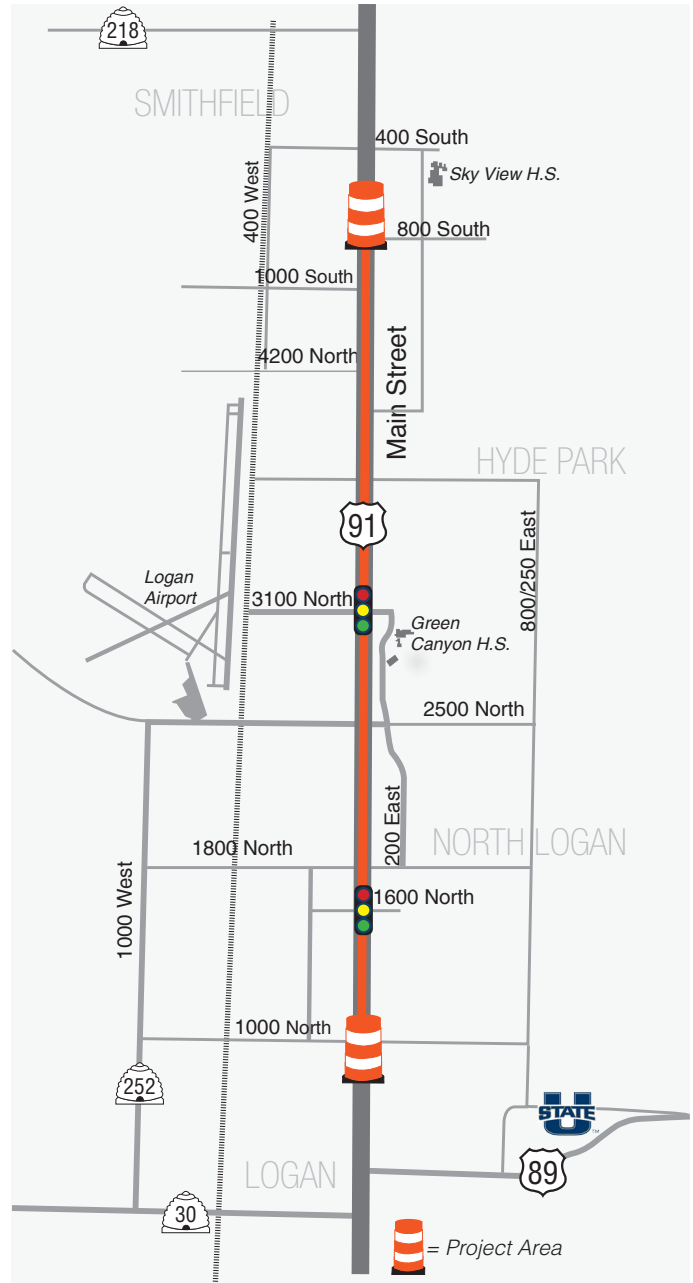 218
SMITHFIELD
400 South
Sky View H.S.
400 West
800 South
1000 South
4200 North
Main Street
HYDE PARK
91
800/250 East
Logan
Airport
3100 North
Green
Canyon H.S.
2500 North
200 East
1800 North
NORTH LOGAN
1000 West
1600 North
1000 North
252
U
STATE
TM
LOGAN
89
30
= Project Area